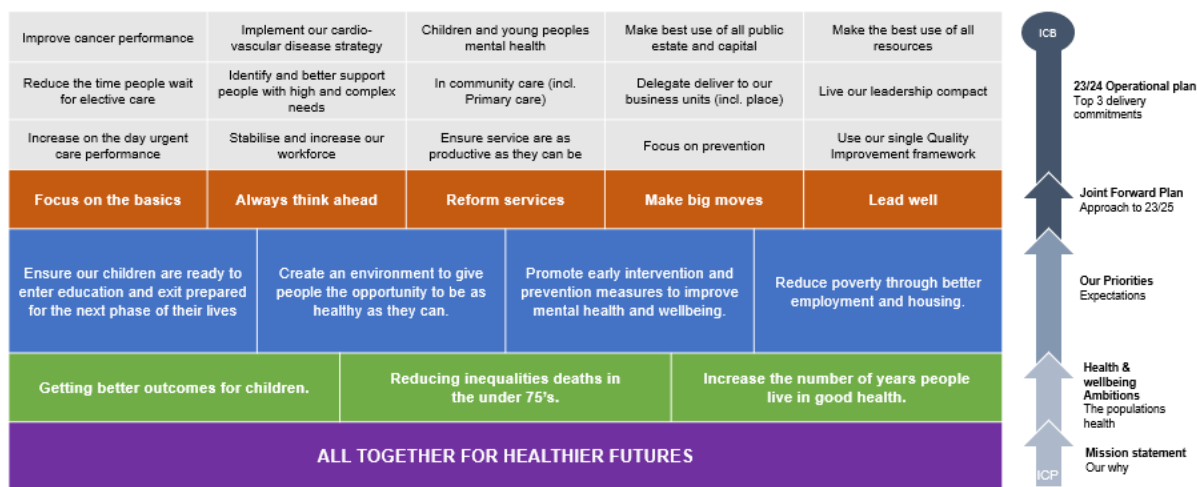 Improve cancer performance
Implement our cardio-
vascular disease strategy
Children and young peoples
mental health
Make best use of all public
estate and capital
Make the best use of all
resources
Reduce the time people wait
for elective care
Identify and better support
people with high and complex
needs
In community care (incl.
Primary care)
Delegate deliver to our
business units (incl. place)
Live our leadership compact
Increase on the day urgent
care performance
Stabilise and increase our
workforce
Ensure service are as
productive as they can be
Focus on prevention
Use our single Quality
Improvement framework
Focus on the basics
Always think ahead
Reform services
Make big moves
Lead well
Ensure our children are ready to
enter education and exit prepared
for the next phase of their lives
Create an environment to give
people the opportunity to be as
healthy as they can.
Promote early intervention and
prevention measures to improve
mental health and wellbeing.
Reduce poverty through better
employment and housing.
Getting better outcomes for children.
Reducing inequalities deaths in
the under 75's.
Increase the number of years people
live in good health.
ALL TOGETHER FOR HEALTHIER FUTURES
ICB
23/24 Operational plan
Top 3 delivery
commitments
Joint Forward Plan
Approach to 23/25
Our Priorities
Expectations
Health &
wellbeing
Ambitions
The populations
health
Mission statement
Our why
ICP